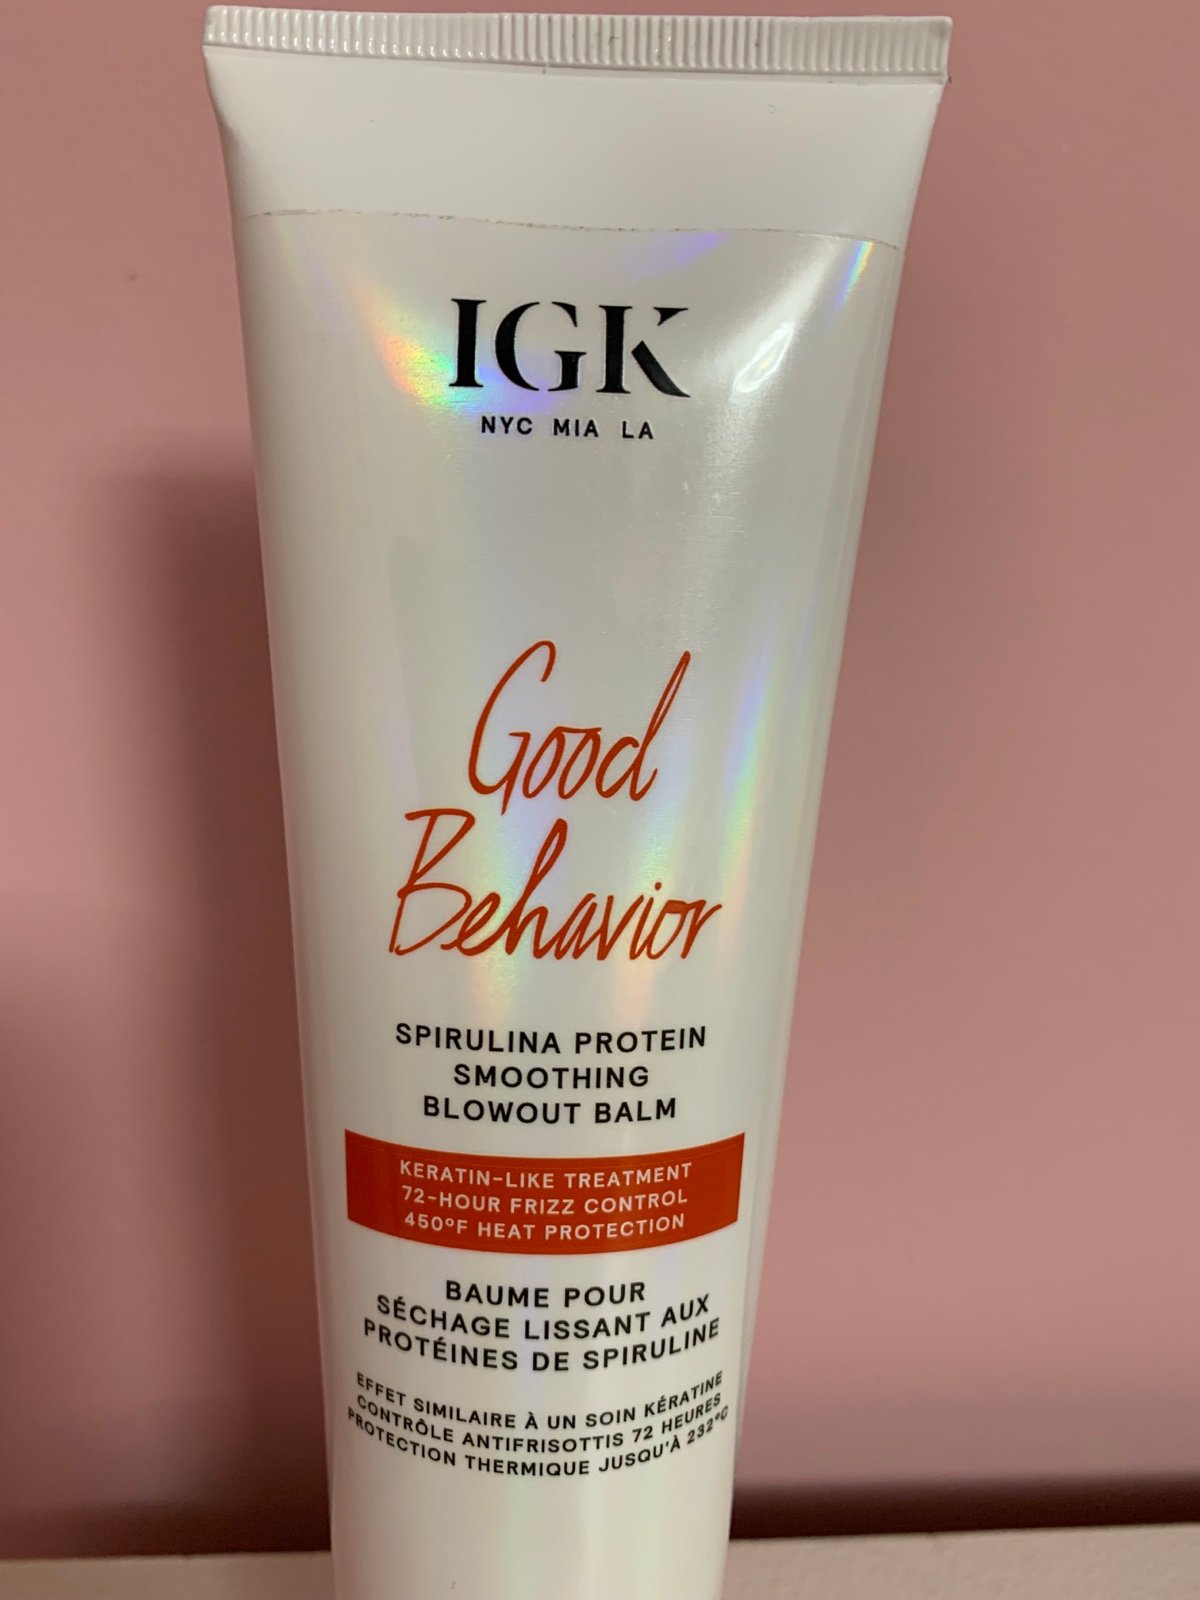 IGK
NYC MIA LA
Good
Behavior
SPIRULINA PROTEIN
SMOOTHING
BLOWOUT BALM
KERATIN-LIKE TREATMENT
72-HOUR FRIZZ CONTROL
450°F HEAT PROTECTION
BAUME POUR
SÉCHAGE LISSANT AUX
PROTÉINES DE SPIRULINE
EFFET SIMILAIRE À UN SOIN KÉRATINE
CONTRÔLE ANTIFRISOTTIS 72 HEURES
PROTECTION THERMIQUE JUSQU'À 232°C